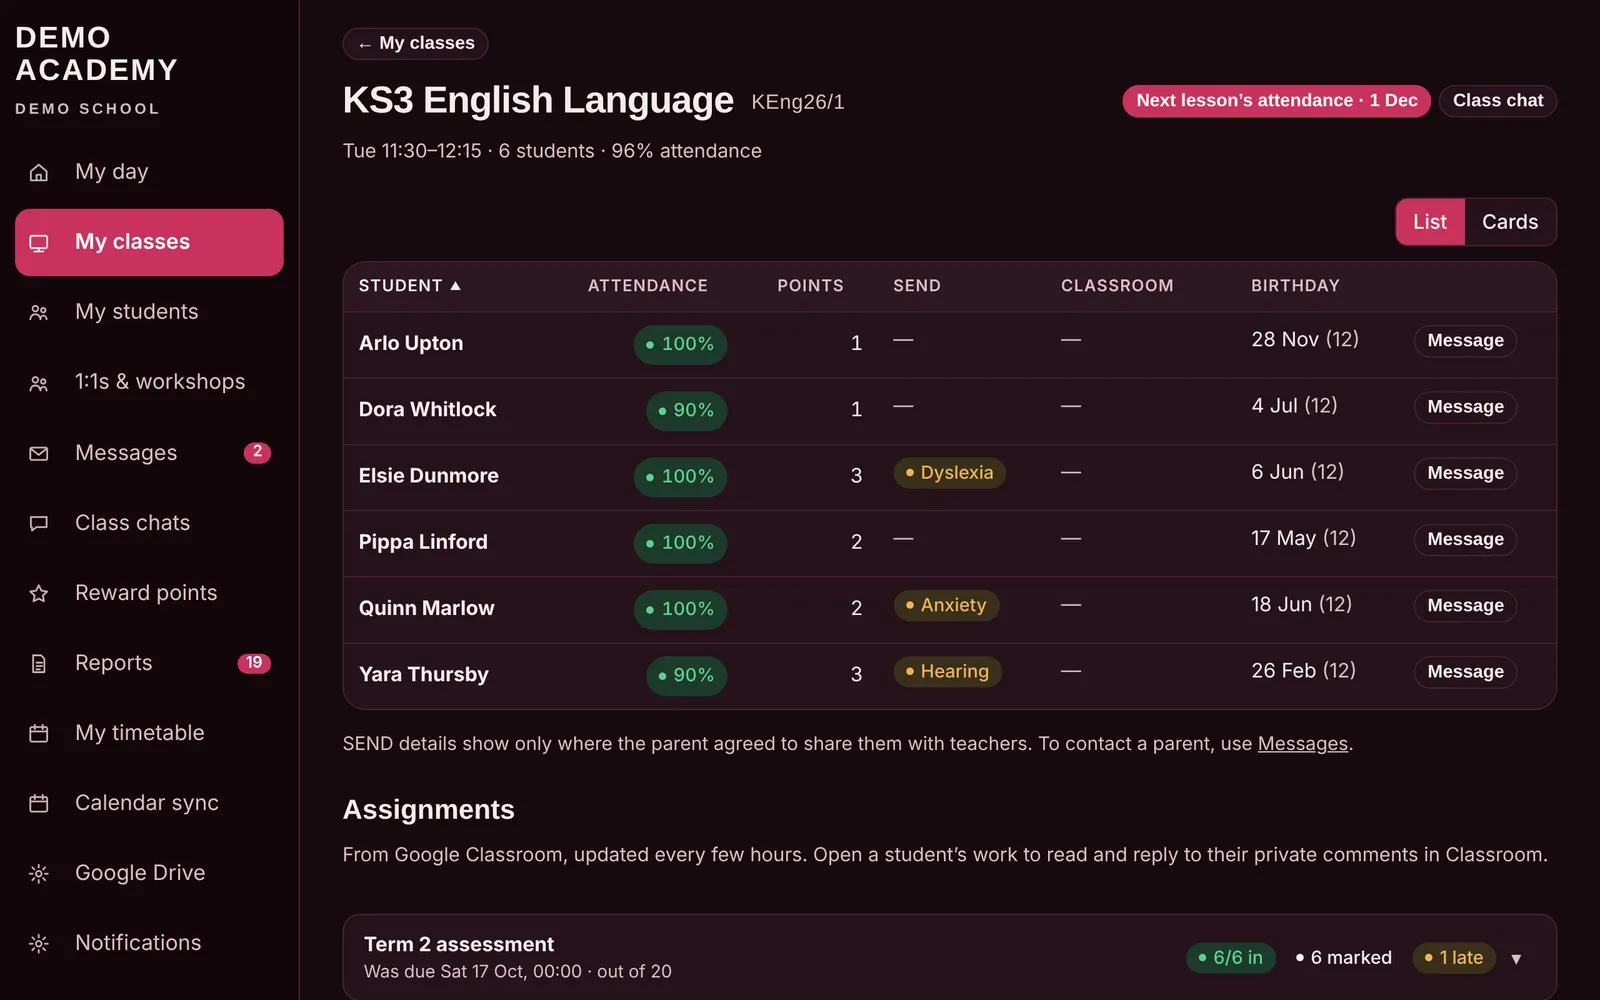 DEMO
ACADEMY
DEMO SCHOOL
My day
My classes
My students
1:1s & workshops
Messages 2
Class chats
Reward points
Reports 19
My timetable
Calendar sync
Google Drive
Notifications
← My classes
KS3 English Language KEng26/1
Next lesson’s attendance · 1 Dec Class chat
Tue 11:30–12:15 · 6 students · 96% attendance
List Cards
STUDENT ▲ ATTENDANCE POINTS SEND CLASSROOM BIRTHDAY
Arlo Upton • 100% 1 — — 28 Nov (12) Message
Dora Whitlock • 90% 1 — — 4 Jul (12) Message
Elsie Dunmore • 100% 3 • Dyslexia — 6 Jun (12) Message
Pippa Linford • 100% 2 — — 17 May (12) Message
Quinn Marlow • 100% 2 • Anxiety — 18 Jun (12) Message
Yara Thursby • 90% 3 • Hearing — 26 Feb (12) Message
SEND details show only where the parent agreed to share them with teachers. To contact a parent, use Messages.
Assignments
From Google Classroom, updated every few hours. Open a student’s work to read and reply to their private comments in Classroom.
Term 2 assessment
Was due Sat 17 Oct, 00:00 · out of 20
• 6/6 in • 6 marked • 1 late ▼